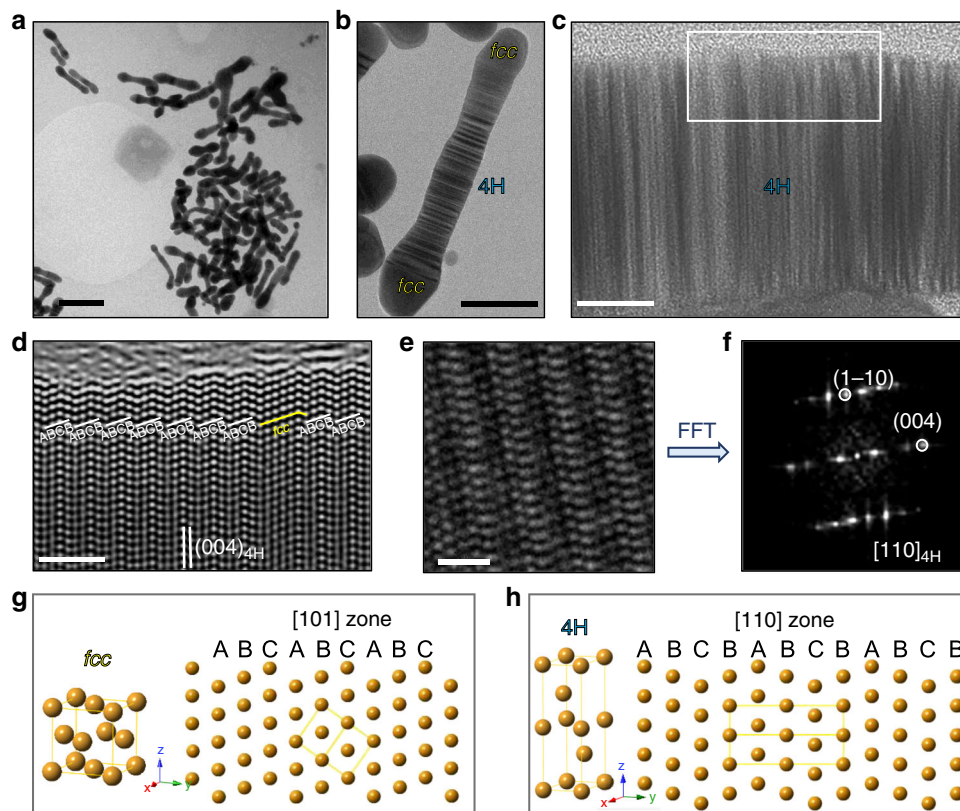 a
b
fcc
4H
fcc
c
4H
d
ABCB ABCB ABCB ABCB ABCB ABCB ABCB fcc ABCB ABCB
(004)4H
e
FFT
f
(1–10)
(004)
[110]4H
g
fcc
z
x
y
[101] zone
A B C A B C A B C
h
4H
z
x
y
[110] zone
A B C B A B C B A B C B